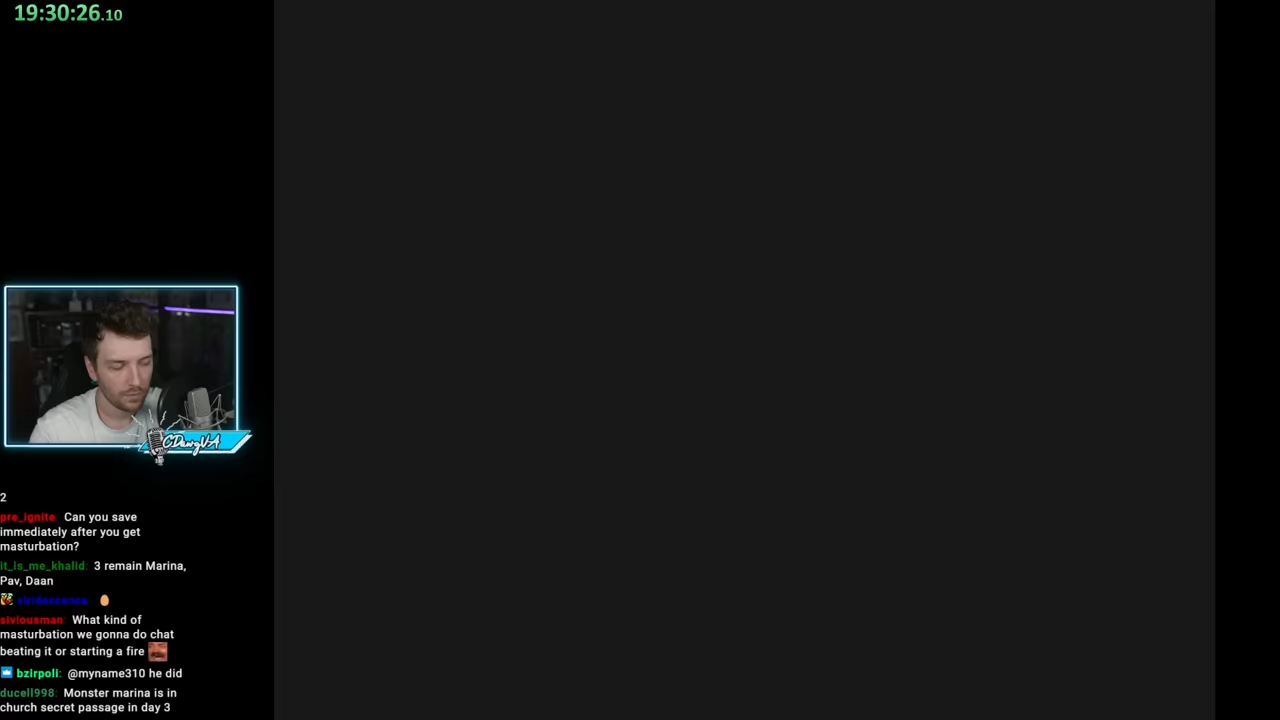 19:30:26.10
CDawgVA
2
pre_ignite: Can you save
immediately after you get
masturbation?
it_is_me_khalid: 3 remain Marina,
Pav, Daan
siviousman: What kind of
masturbation we gonna do chat
beating it or starting a fire
bzirpoli: @myname310 he did
ducell998: Monster marina is in
church secret passage in day 3